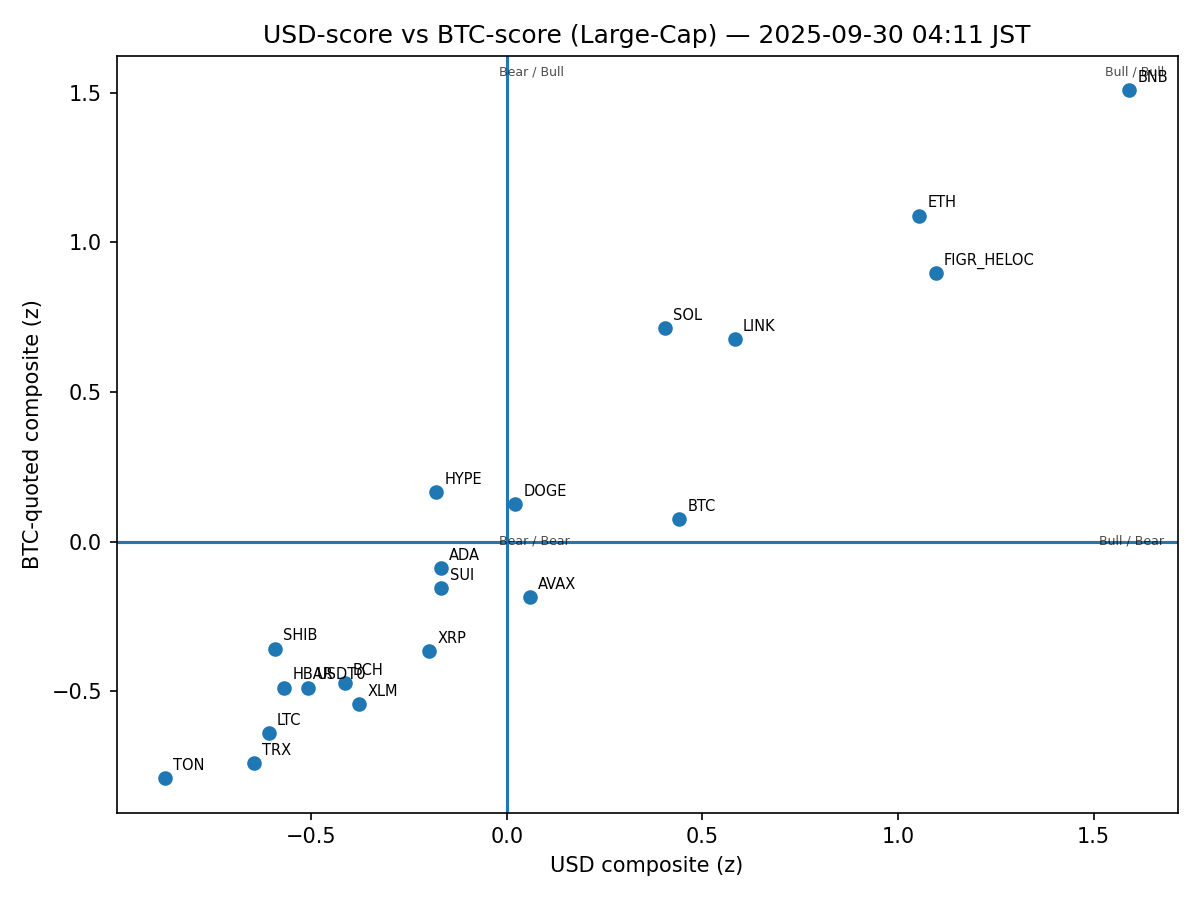 USD-score vs BTC-score (Large-Cap) — 2025-09-30 04:11 JST
Bear / Bull
Bull / Bull
BNB
ETH
FIGR_HELOC
SOL
LINK
HYPE
DOGE
BTC
Bear / Bear
Bull / Bear
ADA
SUI
AVAX
XRP
SHIB
HBAR
USDT0
BCH
XLM
LTC
TRX
TON
1.5
1.0
0.5
0.0
−0.5
BTC-quoted composite (z)
−0.5
0.0
0.5
1.0
1.5
USD composite (z)